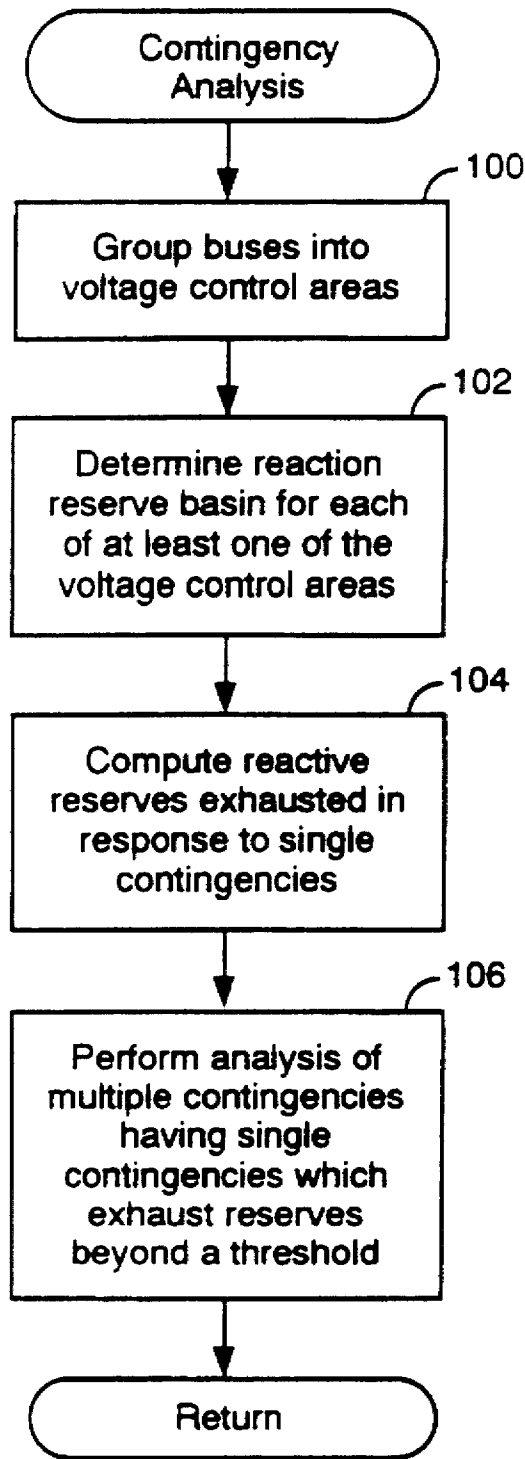 Contingency
Analysis
100
Group buses into
voltage control areas
102
Determine reaction
reserve basin for each
of at least one of the
voltage control areas
104
Compute reactive
reserves exhausted in
response to single
contingencies
106
Perform analysis of
multiple contingencies
having single
contingencies which
exhaust reserves
beyond a threshold
Return